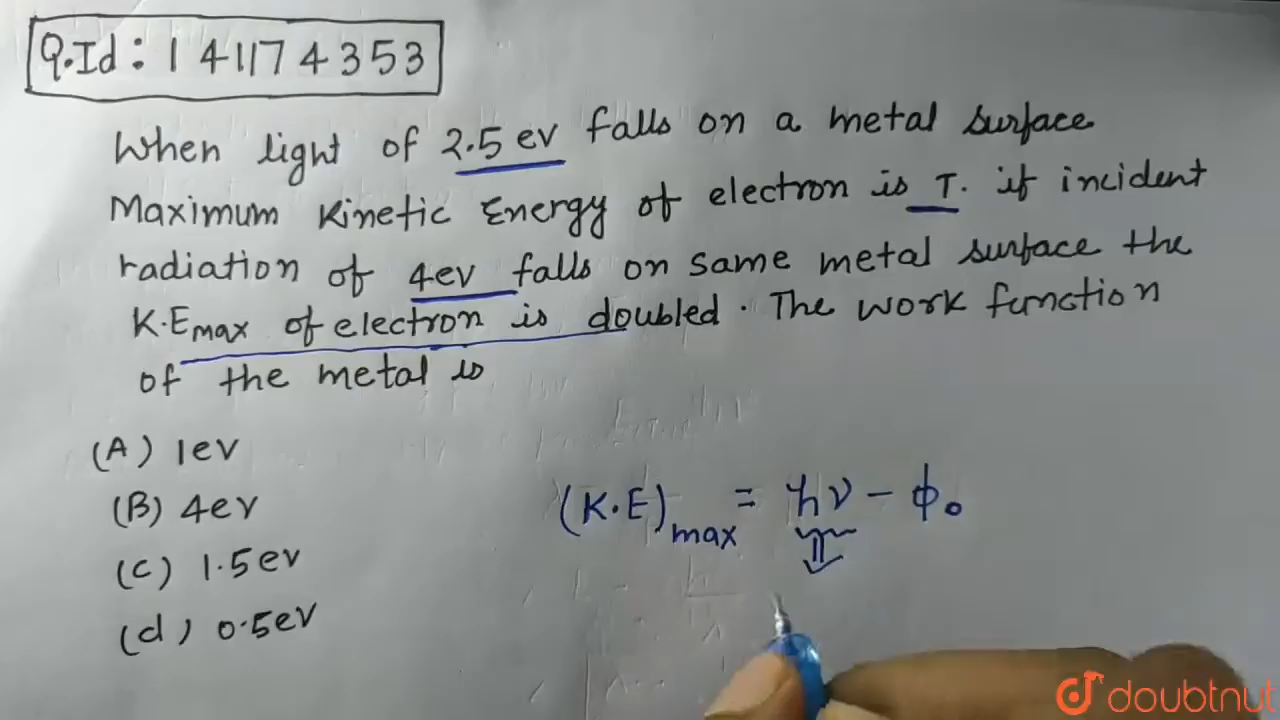 Q.Id : 141174353
When light of 2.5 ev falls on a metal surface
Maximum Kinetic Energy of electron is T. if incident
radiation of 4ev falls on same metal surface the
K.Emax of electron is doubled. The work function
of the metal is
(A) 1ev
(B) 4ev
(C) 1.5ev
(d) 0.5ev
(K.E)max = hν - ϕ₀
doubtnut